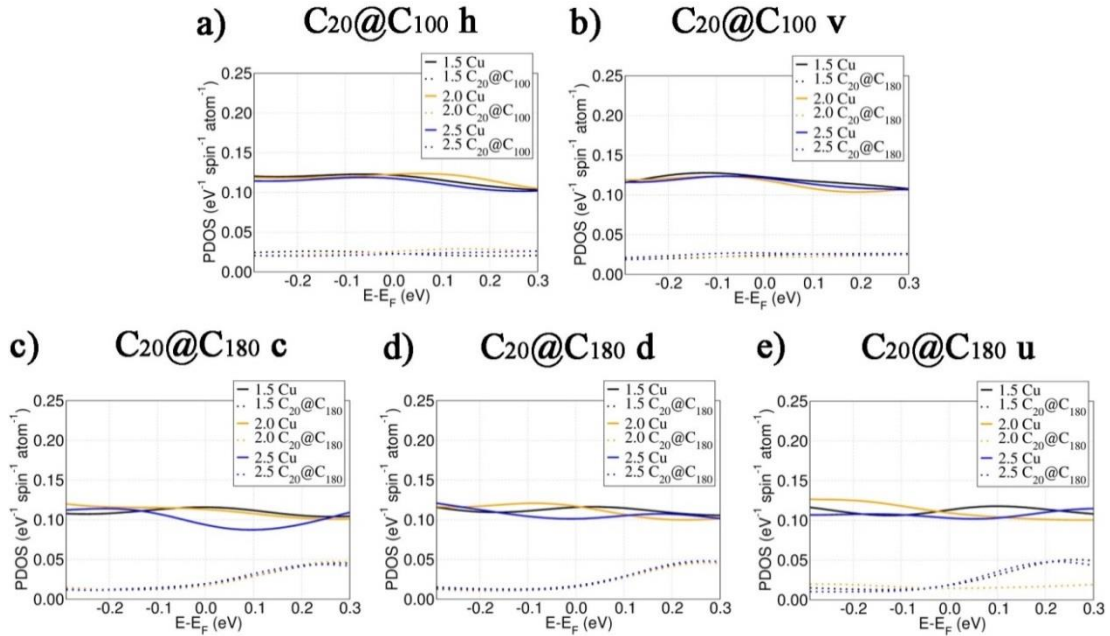 a) C20@C100 h
PDOS (eV-1 spin-1 atom-1)
0.25
0.20
0.15
0.10
0.05
0.00
1.5 Cu
1.5 C20@C100
2.0 Cu
2.0 C20@C100
2.5 Cu
2.5 C20@C100
-0.2 -0.1 0.0 0.1 0.2 0.3
E-EF (eV)
b) C20@C100 v
PDOS (eV-1 spin-1 atom-1)
0.25
0.20
0.15
0.10
0.05
0.00
1.5 Cu
1.5 C20@C180
2.0 Cu
2.0 C20@C180
2.5 Cu
2.5 C20@C180
-0.2 -0.1 0.0 0.1 0.2 0.3
E-EF (eV)
c) C20@C180 c
PDOS (eV-1 spin-1 atom-1)
0.25
0.20
0.15
0.10
0.05
0.00
1.5 Cu
1.5 C20@C180
2.0 Cu
2.0 C20@C180
2.5 Cu
2.5 C20@C180
-0.2 -0.1 0.0 0.1 0.2 0.3
E-EF (eV)
d) C20@C180 d
PDOS (eV-1 spin-1 atom-1)
0.25
0.20
0.15
0.10
0.05
0.00
1.5 Cu
1.5 C20@C180
2.0 Cu
2.0 C20@C180
2.5 Cu
2.5 C20@C180
-0.2 -0.1 0.0 0.1 0.2 0.3
E-EF (eV)
e) C20@C180 u
PDOS (eV-1 spin-1 atom-1)
0.25
0.20
0.15
0.10
0.05
0.00
1.5 Cu
1.5 C20@C180
2.0 Cu
2.0 C20@C180
2.5 Cu
2.5 C20@C180
-0.2 -0.1 0.0 0.1 0.2 0.3
E-EF (eV)